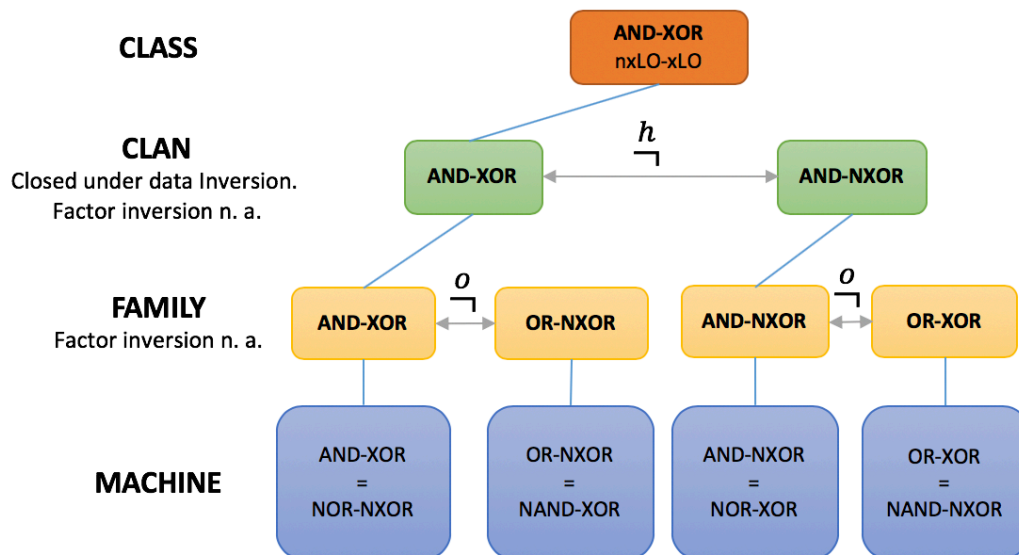 CLASS
AND-XOR
nxLO-xLO
CLAN
Closed under data Inversion.
Factor inversion n. a.
AND-XOR
h
¬
AND-NXOR
FAMILY
Factor inversion n. a.
AND-XOR
o
¬
OR-NXOR
AND-NXOR
o
¬
OR-XOR
MACHINE
AND-XOR
=
NOR-NXOR
OR-NXOR
=
NAND-XOR
AND-NXOR
=
NOR-XOR
OR-XOR
=
NAND-NXOR